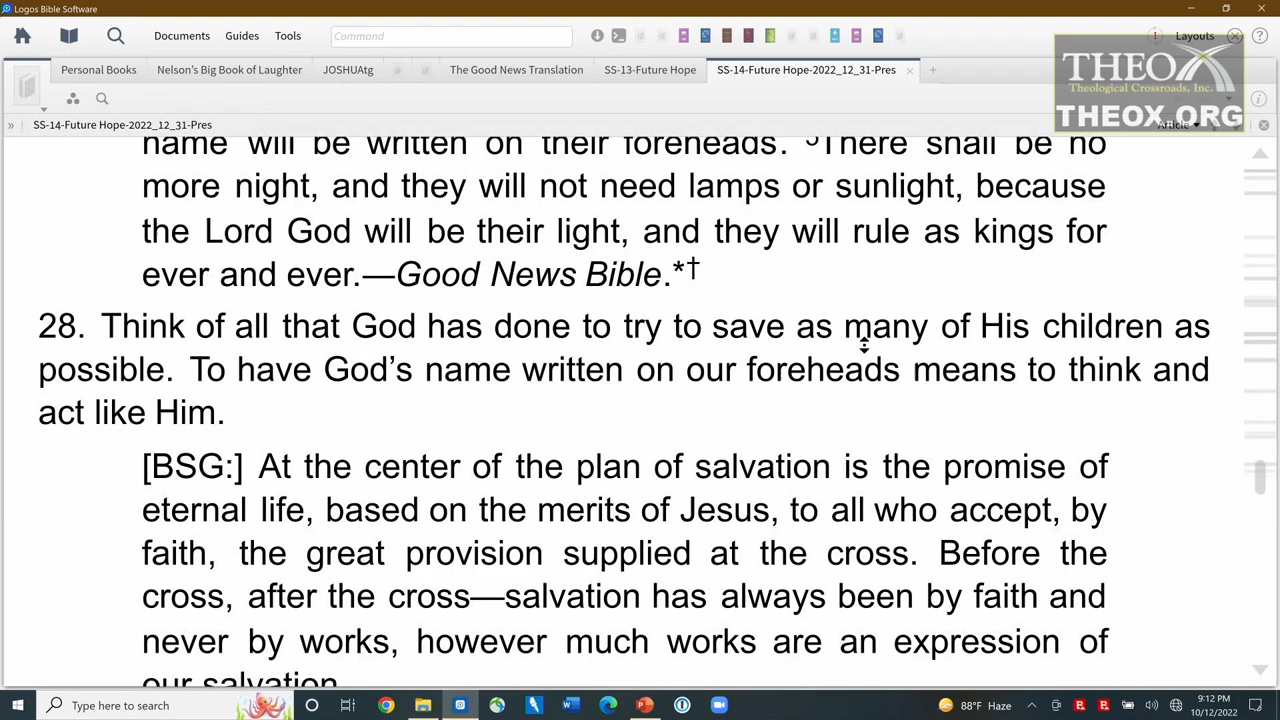 Logos Bible Software
Documents Guides Tools Command Layouts
Personal Books Nelson's Big Book of Laughter JOSHUAtg The Good News Translation SS-13-Future Hope SS-14-Future Hope-2022_12_31-Pres
THEOX
Theological Crossroads, Inc.
THEOX.ORG
SS-14-Future Hope-2022_12_31-Pres Article
name will be written on their foreheads. ⁵There shall be no
more night, and they will not need lamps or sunlight, because
the Lord God will be their light, and they will rule as kings for
ever and ever.—Good News Bible.*†
28. Think of all that God has done to try to save as many of His children as
possible. To have God’s name written on our foreheads means to think and
act like Him.
[BSG:] At the center of the plan of salvation is the promise of
eternal life, based on the merits of Jesus, to all who accept, by
faith, the great provision supplied at the cross. Before the
cross, after the cross—salvation has always been by faith and
never by works, however much works are an expression of
our salvation
Type here to search 88°F Haze 9:12 PM
10/12/2022